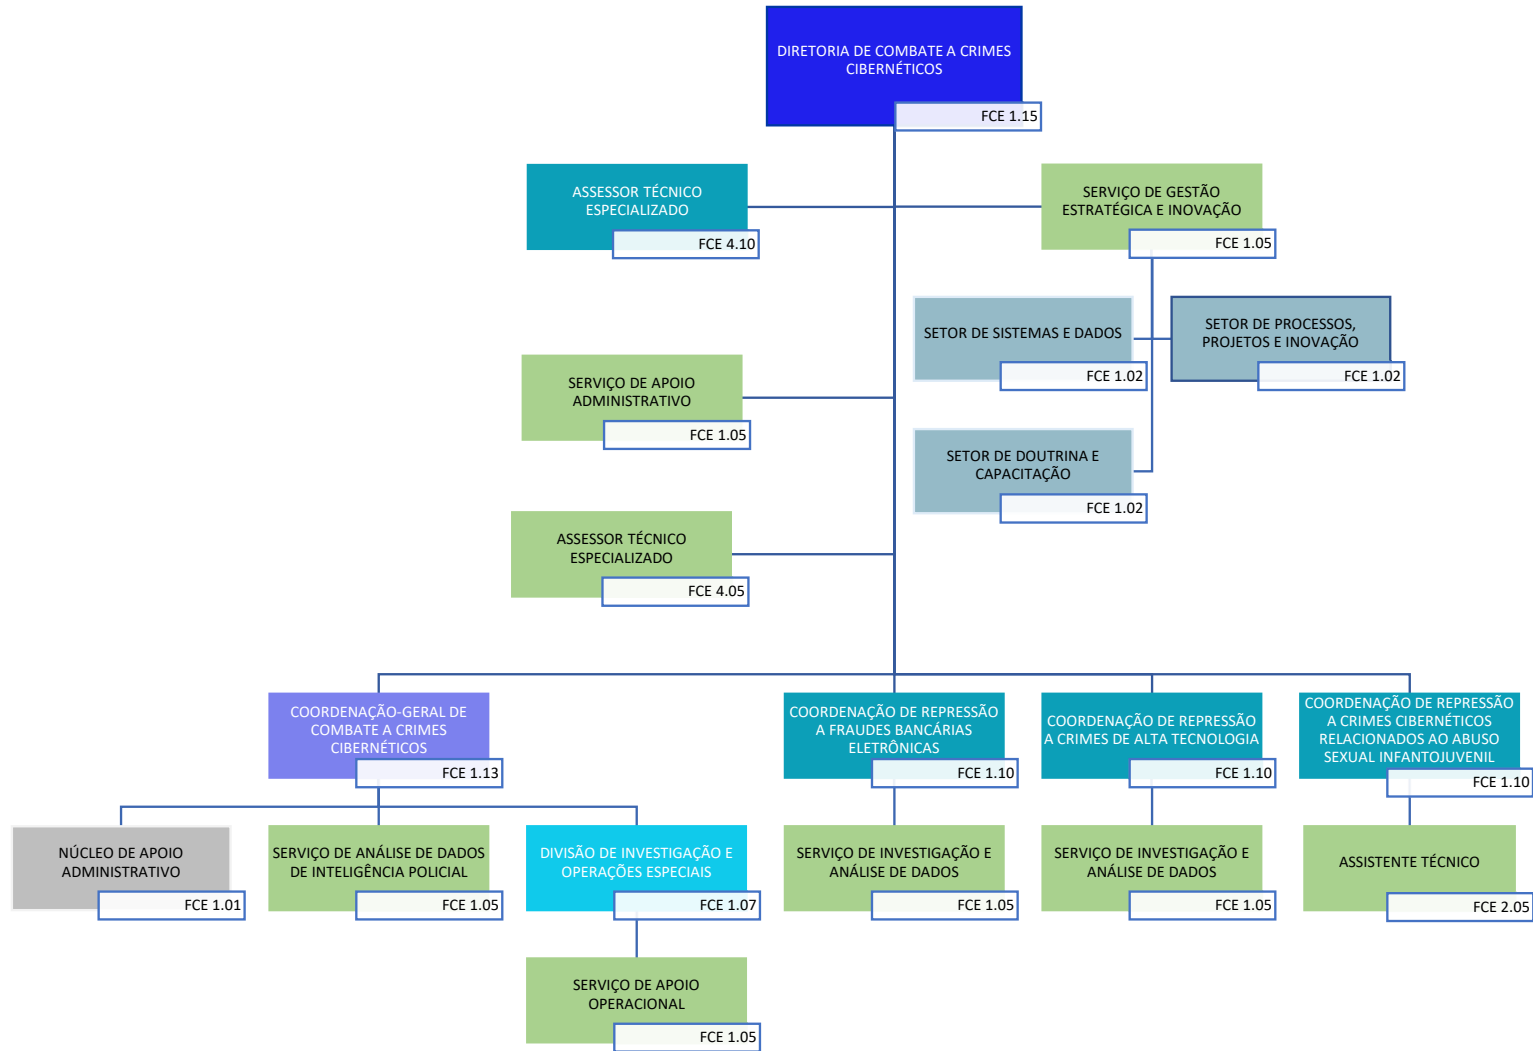 DIRETORIA DE COMBATE A CRIMES
CIBERNÉTICOS
FCE 1.15
ASSESSOR TÉCNICO
ESPECIALIZADO
FCE 4.10
SERVIÇO DE GESTÃO
ESTRATÉGICA E INOVAÇÃO
FCE 1.05
SETOR DE SISTEMAS E DADOS
FCE 1.02
SETOR DE PROCESSOS,
PROJETOS E INOVAÇÃO
FCE 1.02
SERVIÇO DE APOIO
ADMINISTRATIVO
FCE 1.05
SETOR DE DOUTRINA E
CAPACITAÇÃO
FCE 1.02
ASSESSOR TÉCNICO
ESPECIALIZADO
FCE 4.05
COORDENAÇÃO-GERAL DE
COMBATE A CRIMES
CIBERNÉTICOS
FCE 1.13
COORDENAÇÃO DE REPRESSÃO
A FRAUDES BANCÁRIAS
ELETRÔNICAS
FCE 1.10
COORDENAÇÃO DE REPRESSÃO
A CRIMES DE ALTA TECNOLOGIA
FCE 1.10
COORDENAÇÃO DE REPRESSÃO
A CRIMES CIBERNÉTICOS
RELACIONADOS AO ABUSO
SEXUAL INFANTOJUVENIL
FCE 1.10
NÚCLEO DE APOIO
ADMINISTRATIVO
FCE 1.01
SERVIÇO DE ANÁLISE DE DADOS
DE INTELIGÊNCIA POLICIAL
FCE 1.05
DIVISÃO DE INVESTIGAÇÃO E
OPERAÇÕES ESPECIAIS
FCE 1.07
SERVIÇO DE INVESTIGAÇÃO E
ANÁLISE DE DADOS
FCE 1.05
SERVIÇO DE INVESTIGAÇÃO E
ANÁLISE DE DADOS
FCE 1.05
ASSISTENTE TÉCNICO
FCE 2.05
SERVIÇO DE APOIO
OPERACIONAL
FCE 1.05